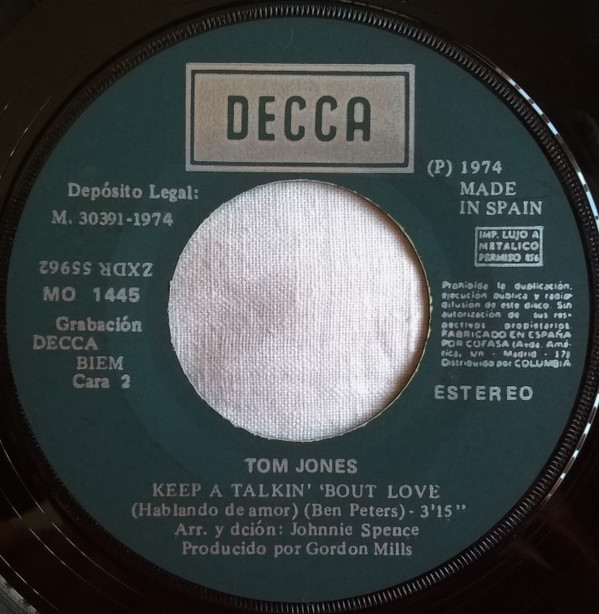 DECCA
(P) 1974
MADE
IN SPAIN
Depósito Legal:
M. 30391-1974
IMP. LUJO A
METALICO
PERMISO 856
ZXDR 55962
MO 1445
Grabación
DECCA
BIEM
Cara 2
Prohibida la duplicación,
ejecución publica y radio-
difusión de este disco. Sin
autorización de sus res-
pectivos propietarios.
FABRICADO EN ESPAÑA
POR COFASA (Avda. Amé-
rica, s/n - Madrid - 17)
Distribuido por COLUMBIA
ESTEREO
TOM JONES
KEEP A TALKIN' 'BOUT LOVE
(Hablando de amor) (Ben Peters) - 3'15"
Arr. y dción: Johnnie Spence
Producido por Gordon Mills